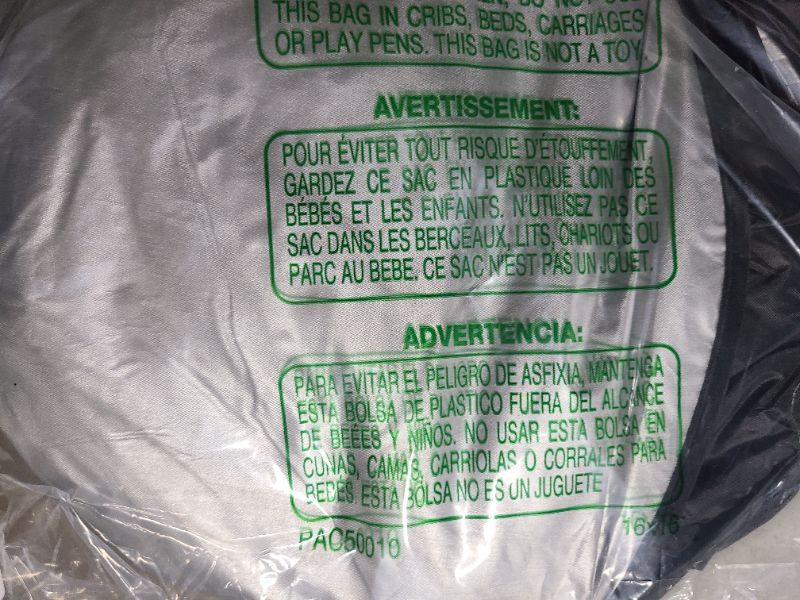 THIS BAG IN CRIBS, BEDS, CARRIAGES
OR PLAY PENS. THIS BAG IS NOT A TOY.
AVERTISSEMENT:
POUR ÉVITER TOUT RISQUE D'ÉTOUFFEMENT,
GARDEZ CE SAC EN PLASTIQUE LOIN DES
BÉBÉS ET LES ENFANTS. N'UTILISEZ PAS CE
SAC DANS LES BERCEAUX, LITS, CHARIOTS OU
PARC AU BEBE. CE SAC N'EST PAS UN JOUET.
ADVERTENCIA:
PARA EVITAR EL PELIGRO DE ASFIXIA, MANTENGA
ESTA BOLSA DE PLASTICO FUERA DEL ALCANCE
DE BEÉES Y NIÑOS. NO USAR ESTA BOLSA EN
CUNAS, CAMAS, CARRIOLAS O CORRALES PARA
BEDES ESTA BOLSA NO ES UN JUGUETE
PAC50010
16x16